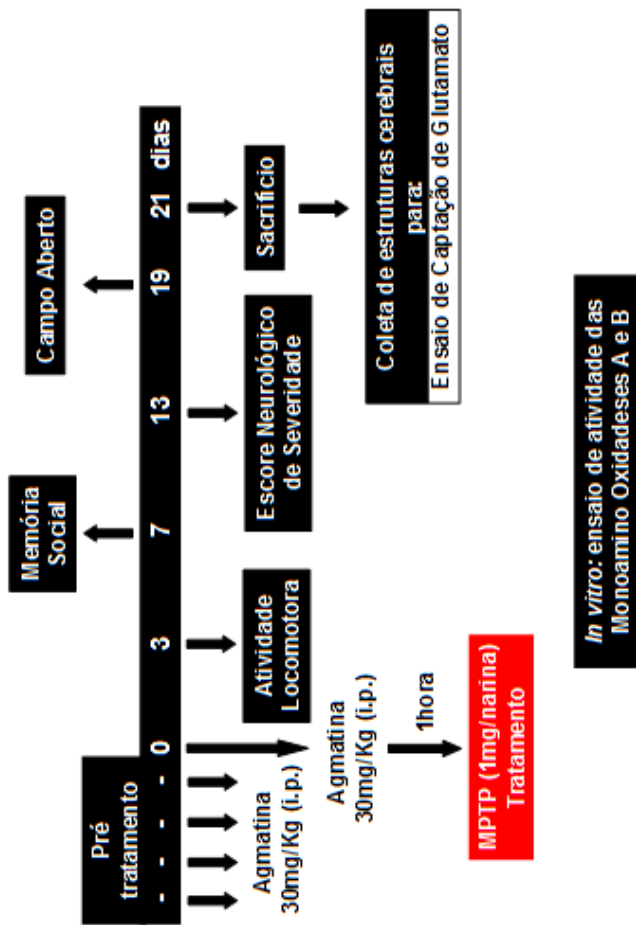 Memória
Social
Campo Aberto
Pré
tratamento
- - - - 0 3 7 13 19 21 dias
Agmatina
30mg/Kg (i.p.)
Atividade
Locomotora
Escore Neurológico
de Severidade
Sacrifício
Agmatina
30mg/Kg (i.p.)
1hora
MPTP (1mg/narina)
Tratamento
Coleta de estruturas cerebrais
para:
Ensaio de Captação de Glutamato
In vitro: ensaio de atividade das
Monoamino Oxidadeses A e B